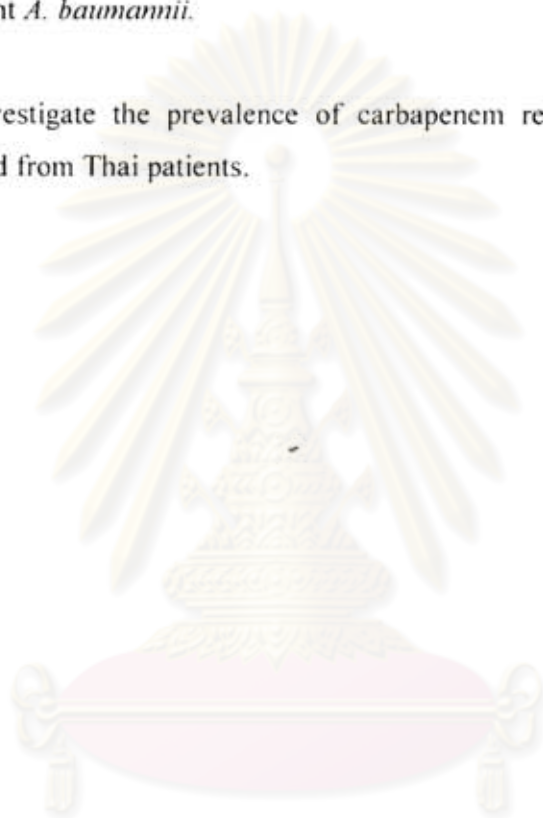 nt A. baumannii.
vestigate the prevalence of carbapenem re
d from Thai patients.